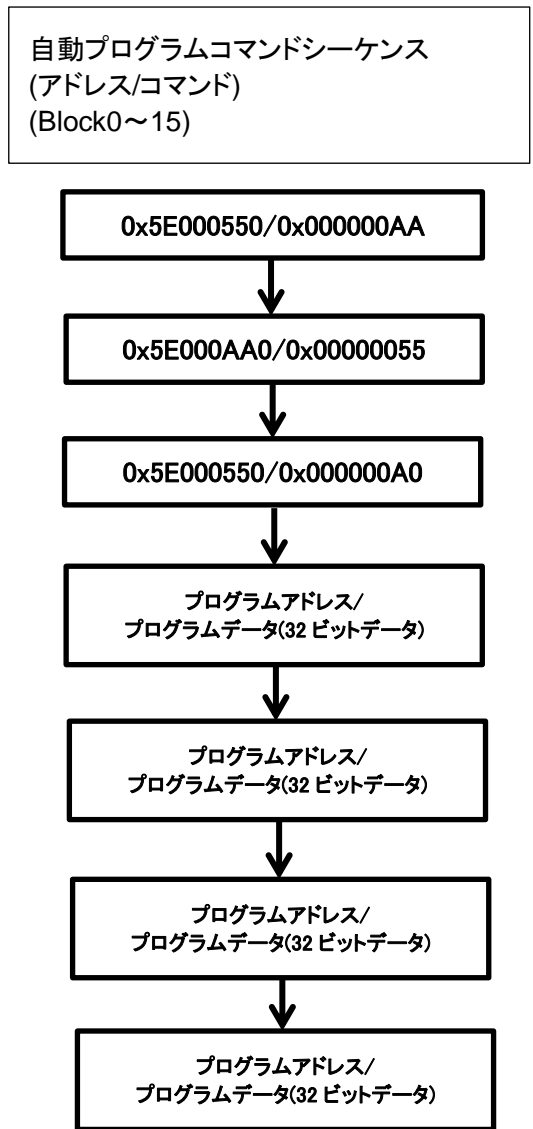 自動プログラムコマンドシーケンス
(アドレス/コマンド)
(Block0～15)
0x5E000550/0x000000AA
0x5E000AA0/0x00000055
0x5E000550/0x000000A0
プログラムアドレス/
プログラムデータ(32 ビットデータ)
プログラムアドレス/
プログラムデータ(32 ビットデータ)
プログラムアドレス/
プログラムデータ(32 ビットデータ)
プログラムアドレス/
プログラムデータ(32 ビットデータ)